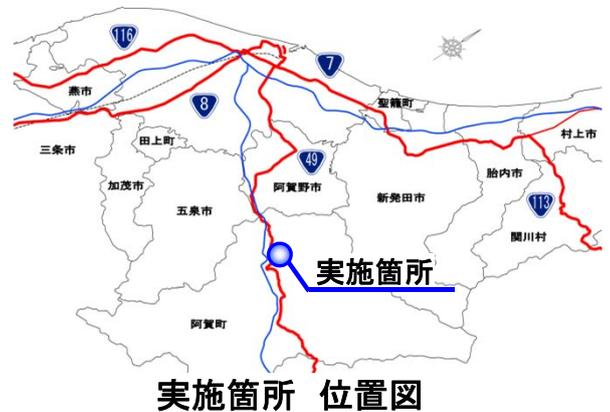 116
7
燕市
8
聖籠町
三条市
田上町
村上市
49
加茂市
阿賀野市
胎内市
五泉市
新発田市
113
関川村
実施箇所
阿賀町
実施箇所 位置図